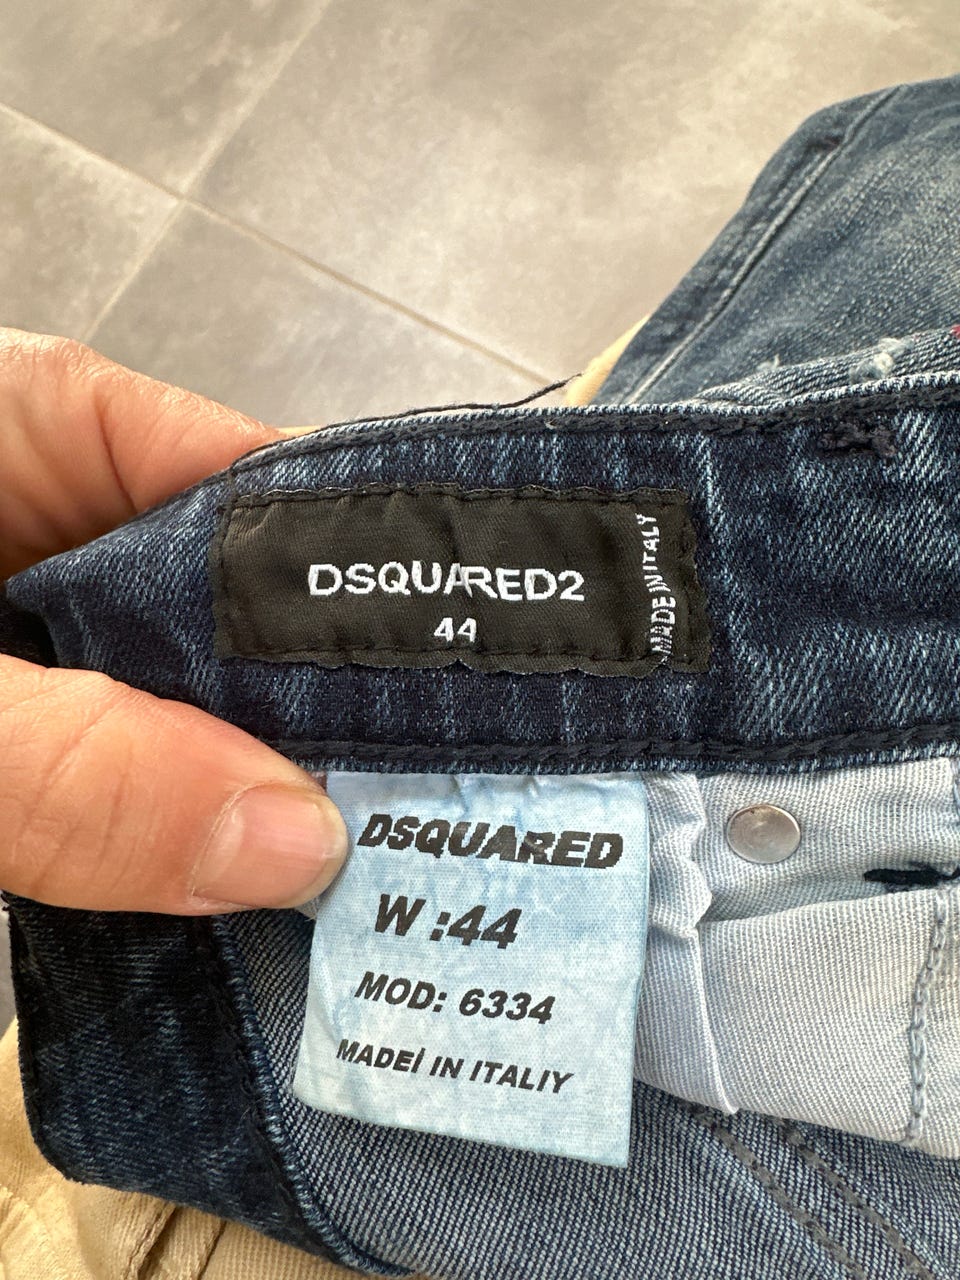 DSQUARED2
44
MADE IN ITALY
DSQUARED
W :44
MOD: 6334
MADEİ IN ITALIY